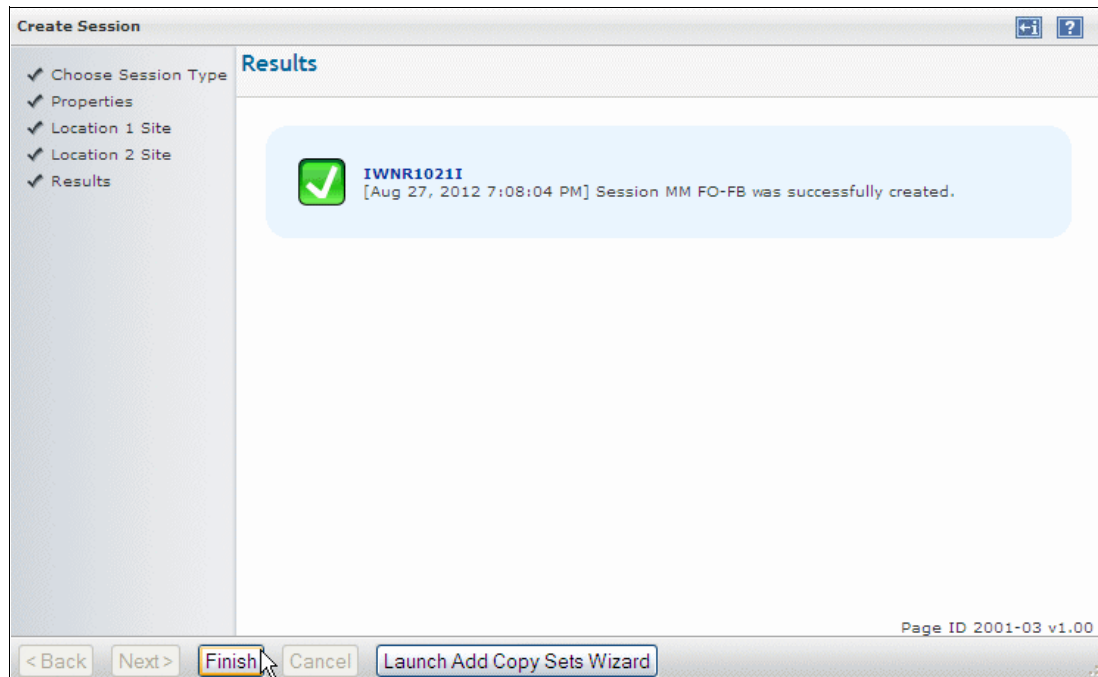 Create Session
?
✔ Choose Session Type
✔ Properties
✔ Location 1 Site
✔ Location 2 Site
✔ Results
Results
IWNR1021I
[Aug 27, 2012 7:08:04 PM] Session MM FO-FB was successfully created.
Page ID 2001-03 v1.00
< Back Next > Finish Cancel Launch Add Copy Sets Wizard